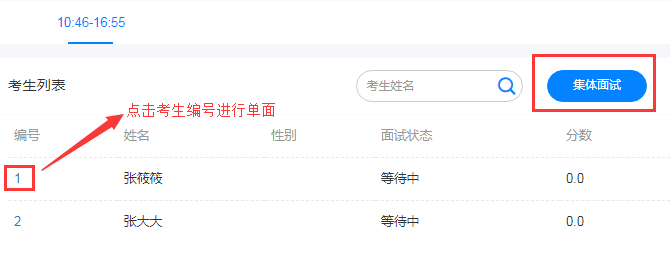 10:46-16:55
考生列表 考生姓名 集体面试
点击考生编号进行单面
编号 姓名 性别 面试状态 分数
1 张筱筱 等待中 0.0
2 张大大 等待中 0.0